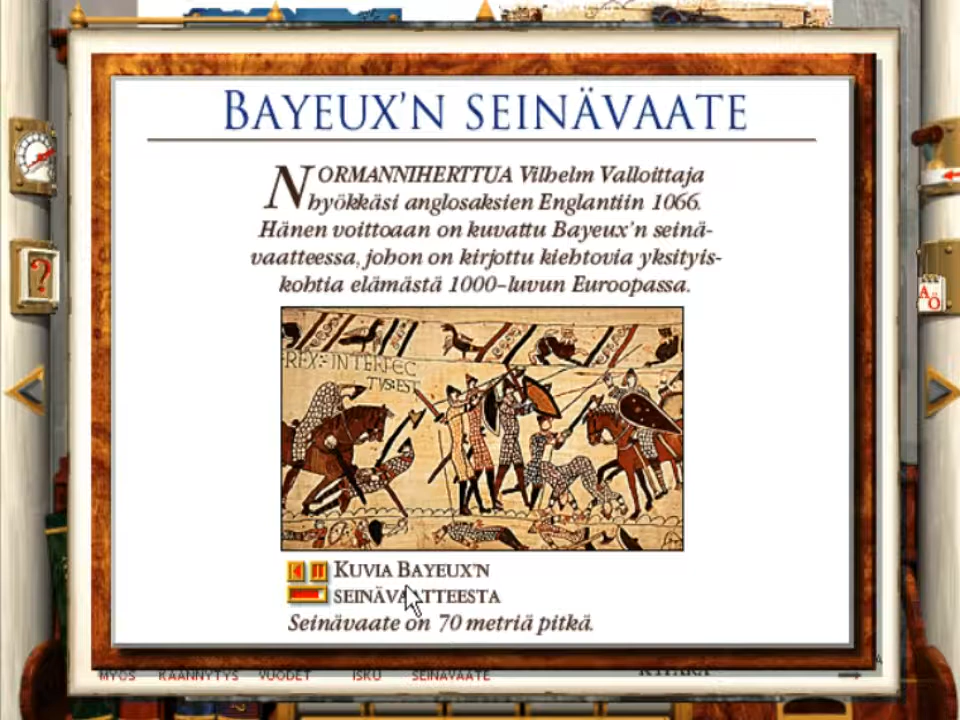 BAYEUX'N SEINÄVAATE
NORMANNIHERTTUA Vilhelm Valloittaja
hyökkäsi anglosaksien Englantiin 1066.
Hänen voittoaan on kuvattu Bayeux'n seinä-
vaatteessa, johon on kirjottu kiehtovia yksityis-
kohtia elämästä 1000-luvun Euroopassa.
REX: INTERFEC
TVS:EST
?
A
Ö
KUVIA BAYEUX'N
SEINÄVAATTEESTA
Seinävaate on 70 metriä pitkä.
MYÖS KÄÄNNYTYS VUODET ISKU SEINÄVAATE